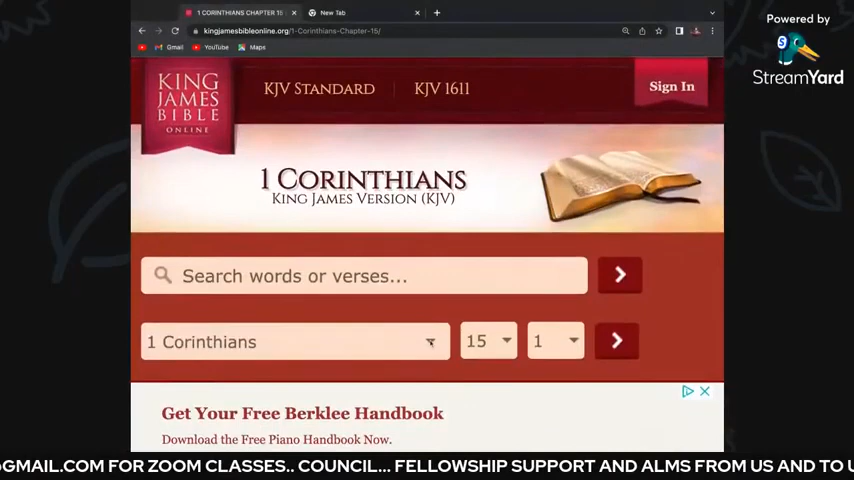 1 CORINTHIANS CHAPTER 15
New Tab
Powered by
StreamYard
kingjamesbibleonline.org/1-Corinthians-Chapter-15/
Gmail
YouTube
Maps
KING
JAMES
BIBLE
ONLINE
KJV STANDARD
KJV 1611
Sign In
1 CORINTHIANS
KING JAMES VERSION (KJV)
Search words or verses...
1 Corinthians
15
1
Get Your Free Berklee Handbook
Download the Free Piano Handbook Now.
GMAIL.COM FOR ZOOM CLASSES.. COUNCIL... FELLOWSHIP SUPPORT AND ALMS FROM US AND TO